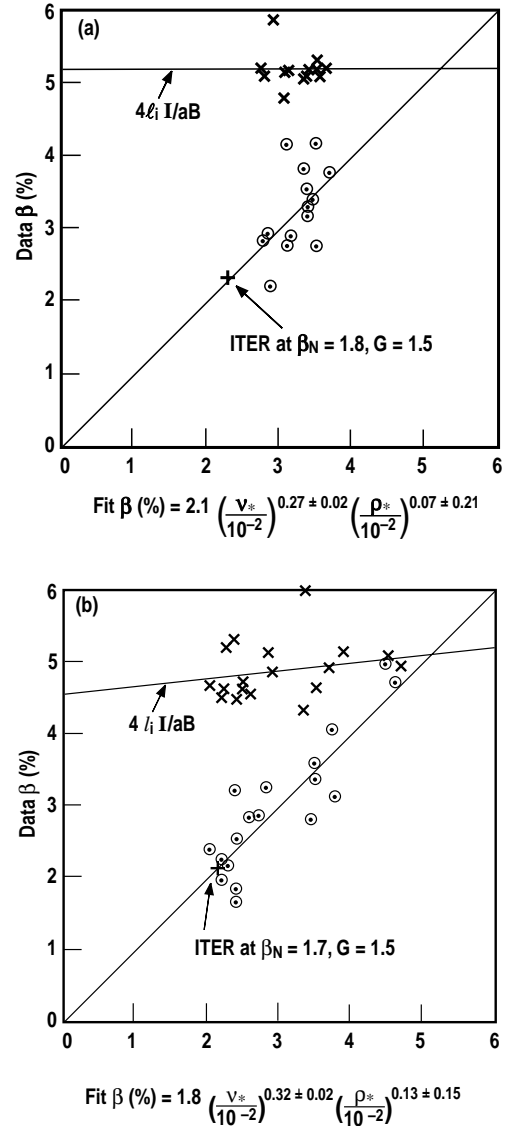 (a)
6
5
4
3
2
1
0
4ℓi I/aB
Data β (%)
ITER at βN = 1.8, G = 1.5
0 1 2 3 4 6
Fit β (%) = 2.1 (ν*/10–2)0.27 ± 0.02 (ρ*/10–2)0.07 ± 0.21
(b)
6
5
4
3
2
1
0
4 li I/aB
Data β (%)
ITER at βN = 1.7, G = 1.5
0 1 2 3 4 5 6
Fit β (%) = 1.8 (ν*/10–2)0.32 ± 0.02 (ρ*/10–2)0.13 ± 0.15